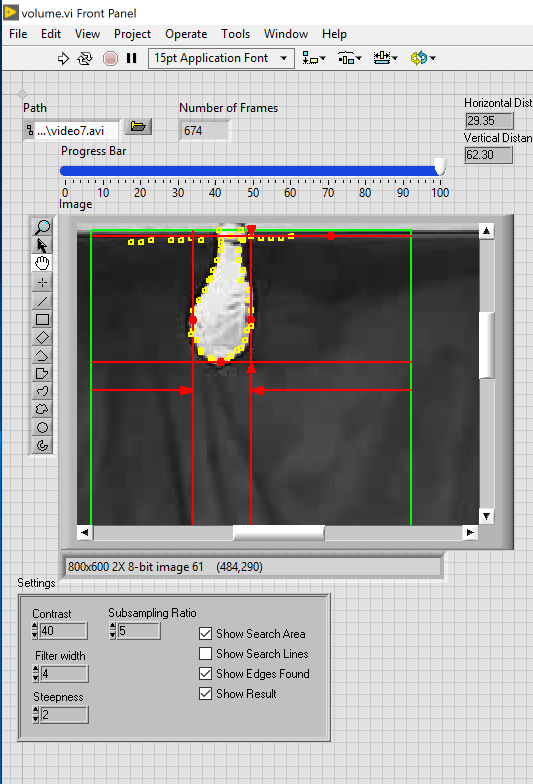 volume.vi Front Panel
File Edit View Project Operate Tools Window Help
15pt Application Font
Path
Number of Frames
Horizontal Dist
...\video7.avi
674
29.35
Vertical Distan
62.30
Progress Bar
0 10 20 30 40 50 60 70 80 90 100
Image
800x600 2X 8-bit image 61 (484,290)
Settings
Contrast
Subsampling Ratio
40
5
Show Search Area
Filter width
Show Search Lines
4
Show Edges Found
Steepness
Show Result
2